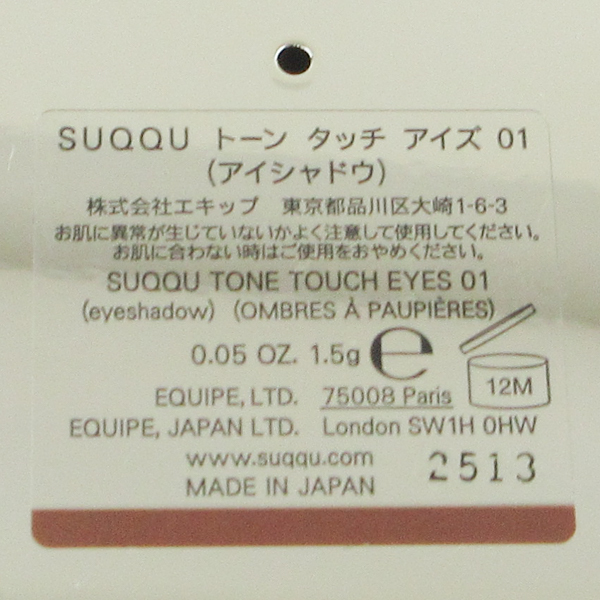 SUQQU トーン タッチ アイズ 01
(アイシャドウ)
株式会社エキップ 東京都品川区大崎1-6-3
お肌に異常が生じていないかよく注意して使用してください。
お肌に合わない時はご使用をおやめください。
SUQQU TONE TOUCH EYES 01
(eyeshadow) (OMBRES À PAUPIÈRES)
0.05 OZ. 1.5g ℮
12M
EQUIPE, LTD. 75008 Paris
EQUIPE, JAPAN LTD. London SW1H 0HW
www.suqqu.com
2513
MADE IN JAPAN